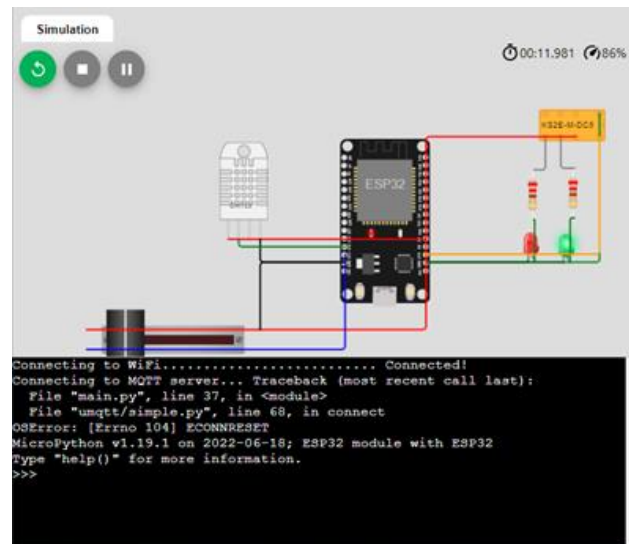 Simulation
00:11.981 86%
KS2E-M-DC5
ESP32
Connecting to WiFi........................... Connected!
Connecting to MQTT server... Traceback (most recent call last):
  File "main.py", line 37, in <module>
  File "umqtt/simple.py", line 68, in connect
OSError: [Errno 104] ECONNRESET
MicroPython v1.19.1 on 2022-06-18; ESP32 module with ESP32
Type "help()" for more information.
>>>